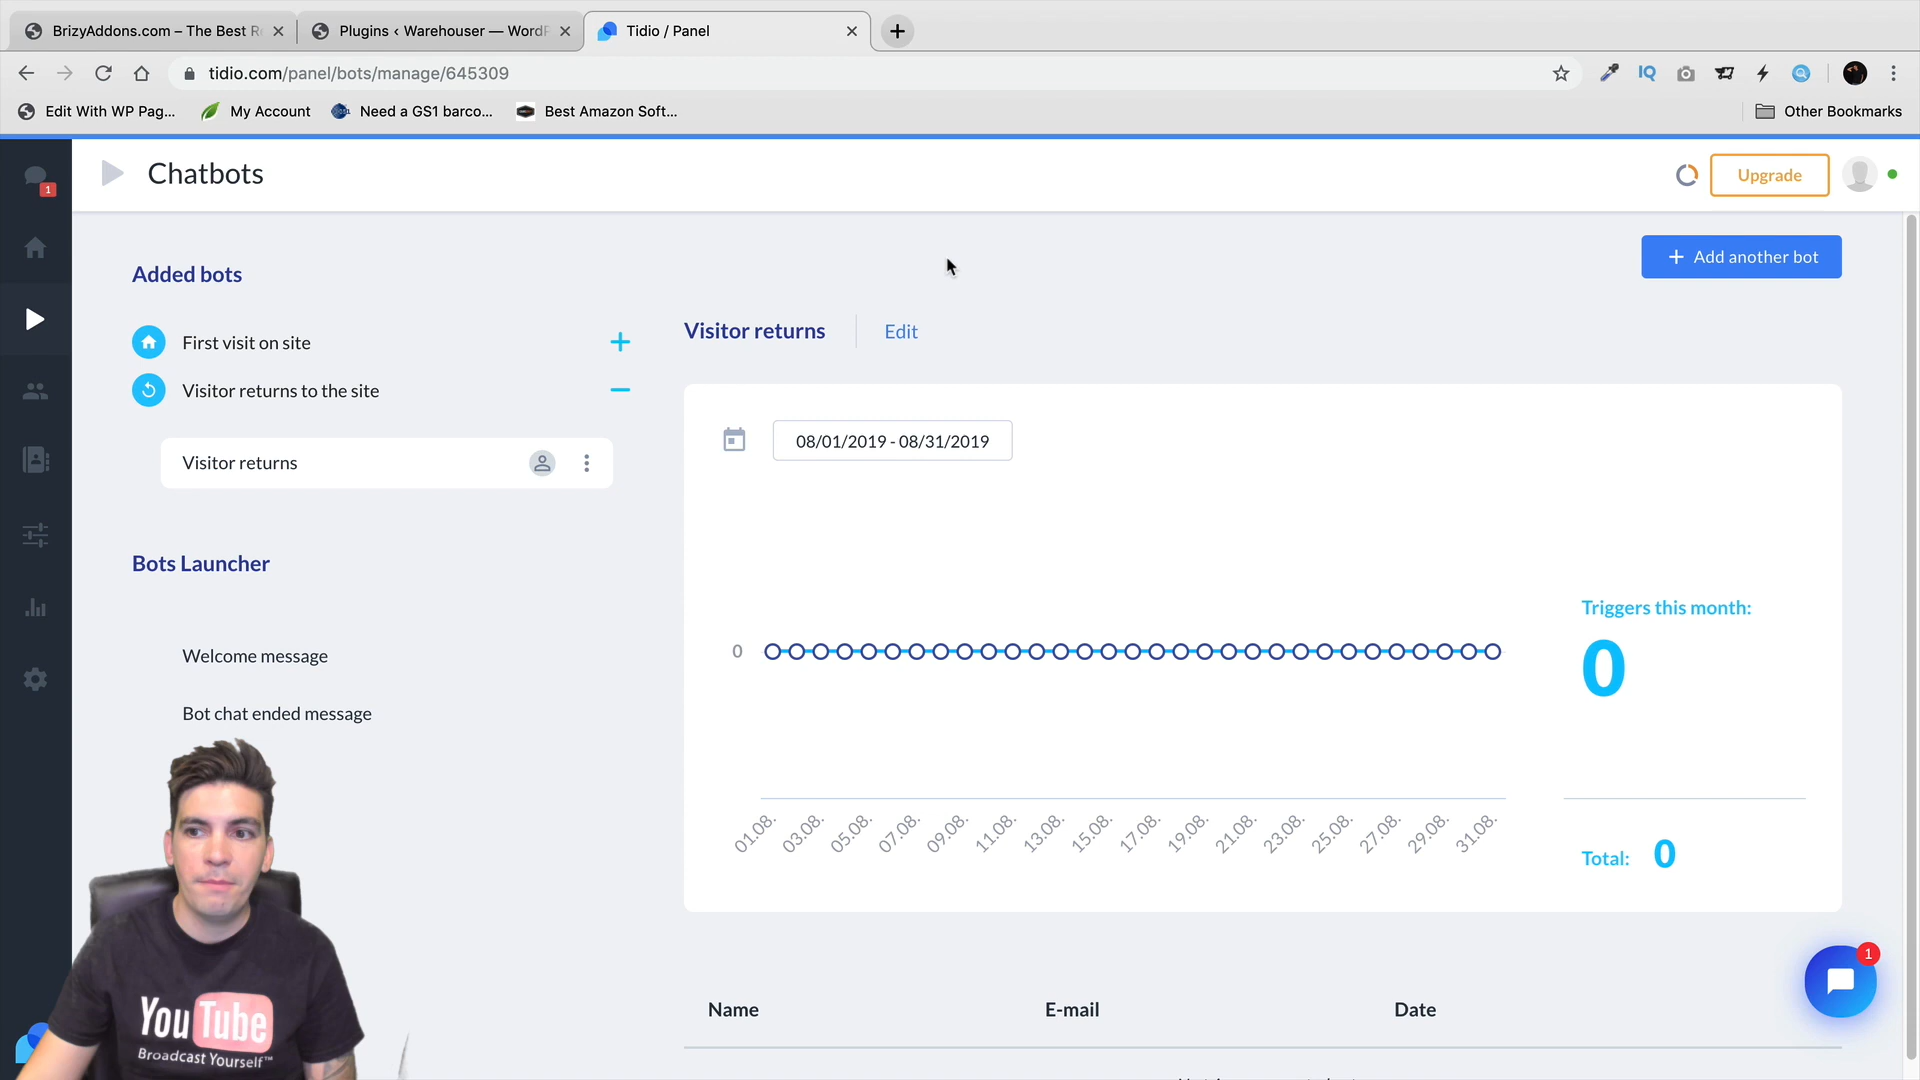 BrizyAddons.com – The Best R
Plugins ‹ Warehouser — WordP
Tidio / Panel
tidio.com/panel/bots/manage/645309
IQ
Edit With WP Pag...
My Account
Need a GS1 barco...
Best Amazon Soft...
Other Bookmarks
1
Chatbots
Upgrade
Added bots
+ Add another bot
First visit on site
Visitor returns
Edit
Visitor returns to the site
08/01/2019 - 08/31/2019
Visitor returns
Bots Launcher
Triggers this month:
0
0
Welcome message
Bot chat ended message
01.08.
03.08.
05.08.
07.08.
09.08.
11.08.
13.08.
15.08.
17.08.
19.08.
21.08.
23.08.
25.08.
27.08.
29.08.
31.08.
Total: 0
1
Name
E-mail
Date
YouTube
Broadcast Yourself™